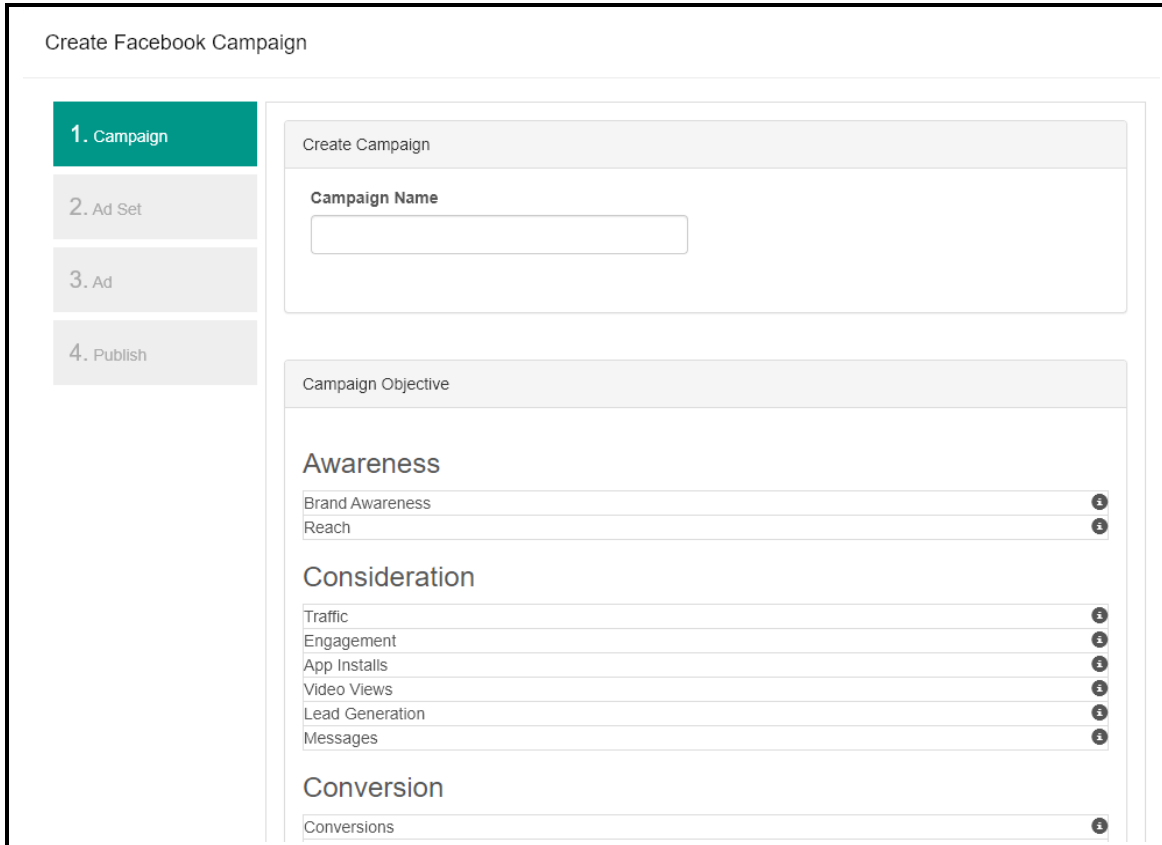 Create Facebook Campaign
1. Campaign
2. Ad Set
3. Ad
4. Publish
Create Campaign
Campaign Name
Campaign Objective
Awareness
Brand Awareness
Reach
Consideration
Traffic
Engagement
App Installs
Video Views
Lead Generation
Messages
Conversion
Conversions